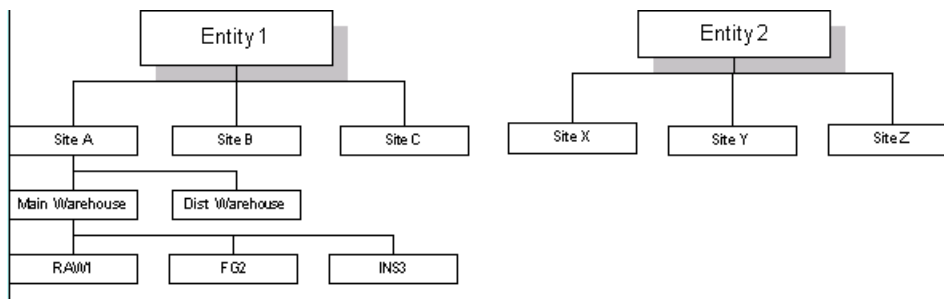 Entity 1
Entity 2
Site A
Site B
Site C
Site X
Site Y
Site Z
Main Warehouse
Dist Warehouse
RAW1
FG2
INS3